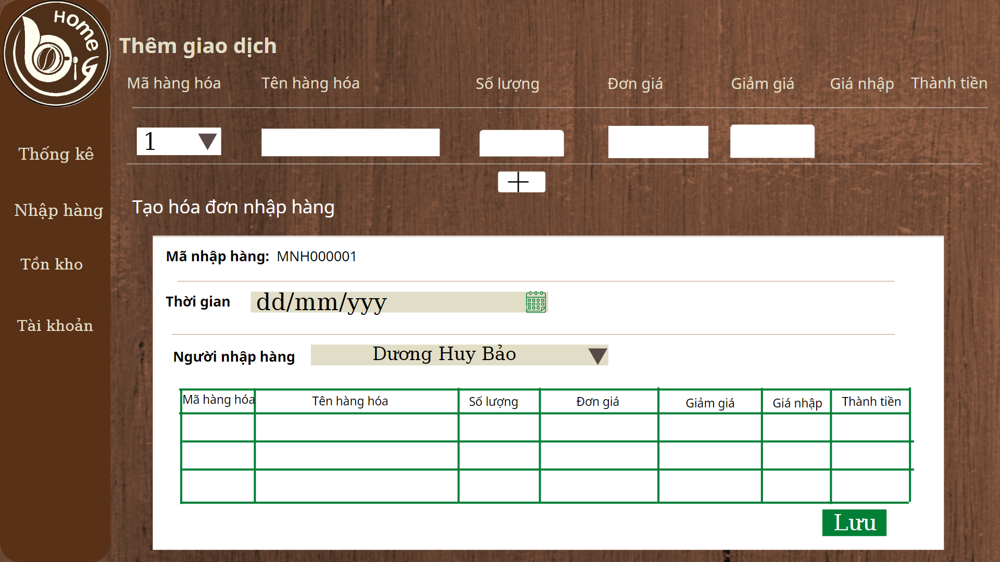 Home
big
Thống kê
Nhập hàng
Tồn kho
Tài khoản
Thêm giao dịch
Mã hàng hóa Tên hàng hóa Số lượng Đơn giá Giảm giá Giá nhập Thành tiền
1
Tạo hóa đơn nhập hàng
Mã nhập hàng: MNH000001
Thời gian dd/mm/yyy
Người nhập hàng Dương Huy Bảo
Mã hàng hóa Tên hàng hóa Số lượng Đơn giá Giảm giá Giá nhập Thành tiền
Lưu